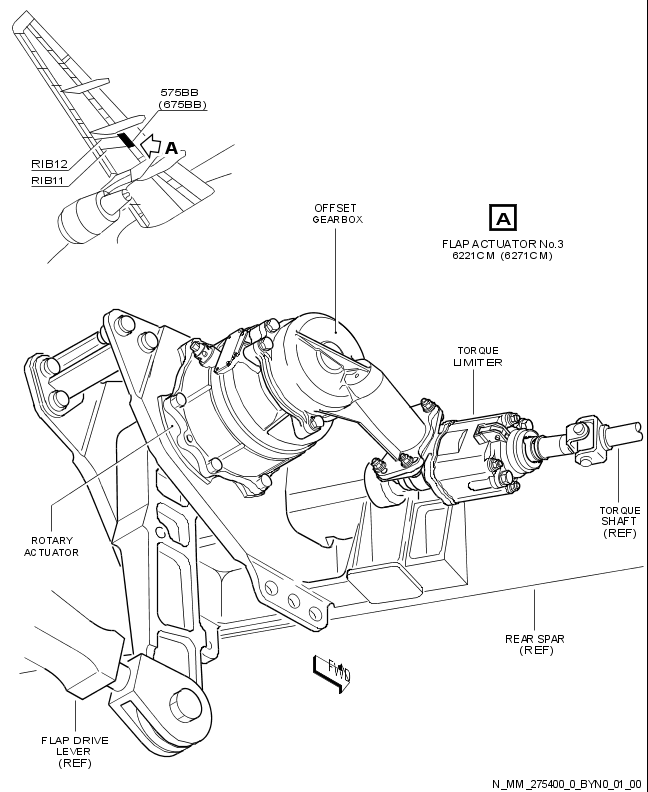 575BB
(675BB)
A
RIB12
RIB11
OFFSET
GEARBOX
A
FLAP ACTUATOR No.3
6221CM (6271CM)
TORQUE
LIMITER
TORQUE
SHAFT
(REF)
ROTARY
ACTUATOR
REAR SPAR
(REF)
FWD
FLAP DRIVE
LEVER
(REF)
N_MM_275400_0_BYN0_01_00